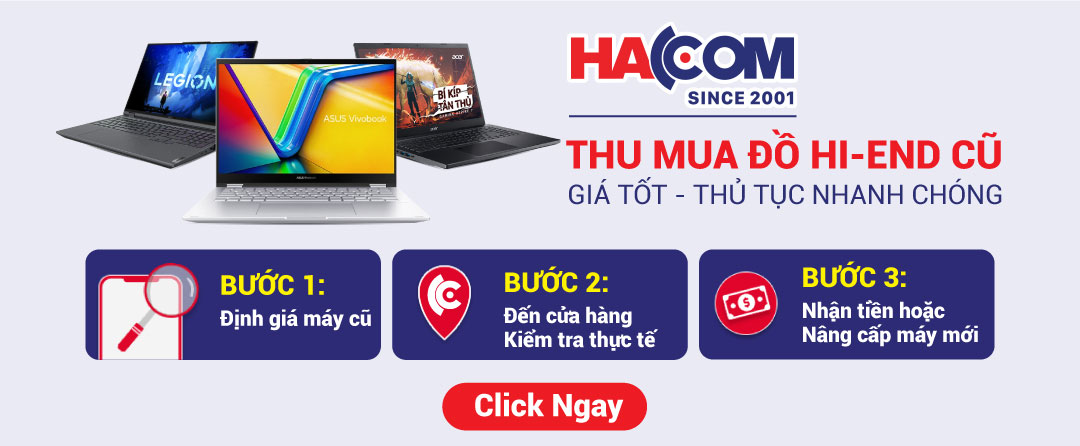 HACOM
SINCE 2001
LEGION
ASUS Vivobook
acer
BÍ KÍP
TÂN THỦ
THU MUA ĐỒ HI-END CŨ
GIÁ TỐT - THỦ TỤC NHANH CHÓNG
BƯỚC 1:
Định giá máy cũ
BƯỚC 2:
Đến cửa hàng
Kiểm tra thực tế
BƯỚC 3:
Nhận tiền hoặc
Nâng cấp máy mới
Click Ngay